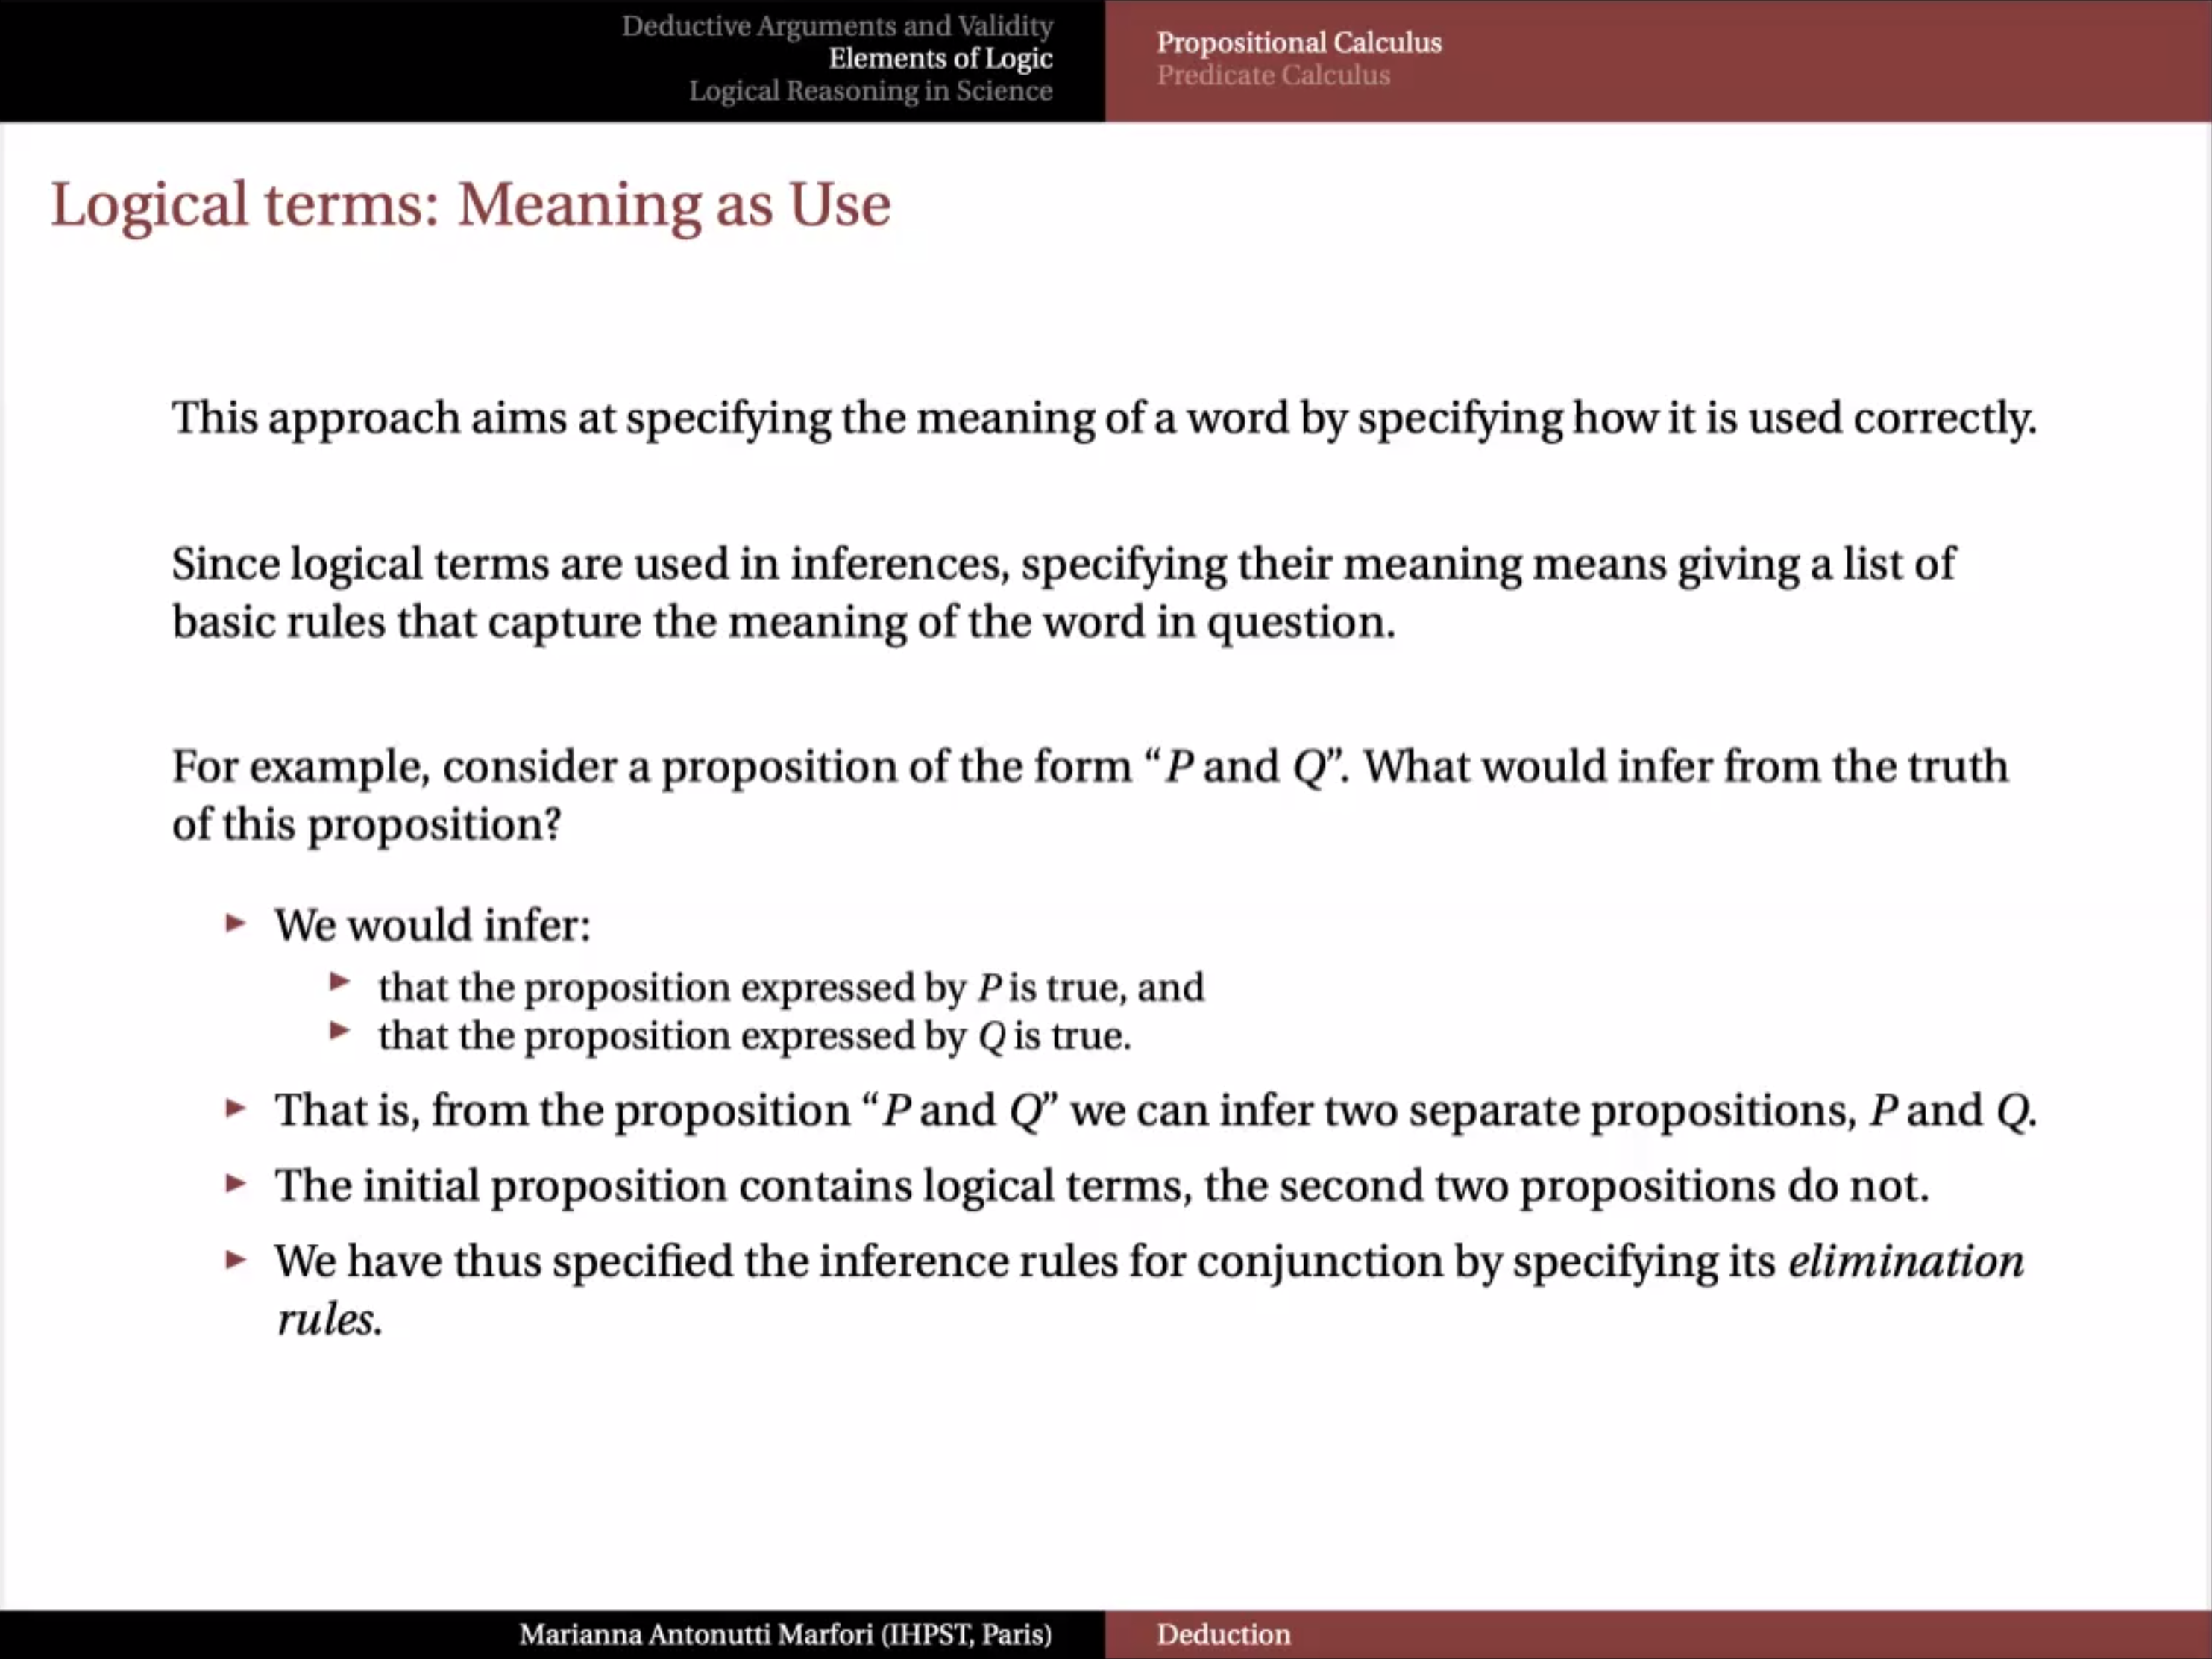 Deductive Arguments and Validity
Elements of Logic
Logical Reasoning in Science
Propositional Calculus
Predicate Calculus
Logical terms: Meaning as Use
This approach aims at specifying the meaning of a word by specifying how it is used correctly.
Since logical terms are used in inferences, specifying their meaning means giving a list of
basic rules that capture the meaning of the word in question.
For example, consider a proposition of the form “P and Q”. What would infer from the truth
of this proposition?
► We would infer:
► that the proposition expressed by P is true, and
► that the proposition expressed by Q is true.
► That is, from the proposition “P and Q” we can infer two separate propositions, P and Q.
► The initial proposition contains logical terms, the second two propositions do not.
► We have thus specified the inference rules for conjunction by specifying its elimination
rules.
Marianna Antonutti Marfori (IHPST, Paris)
Deduction